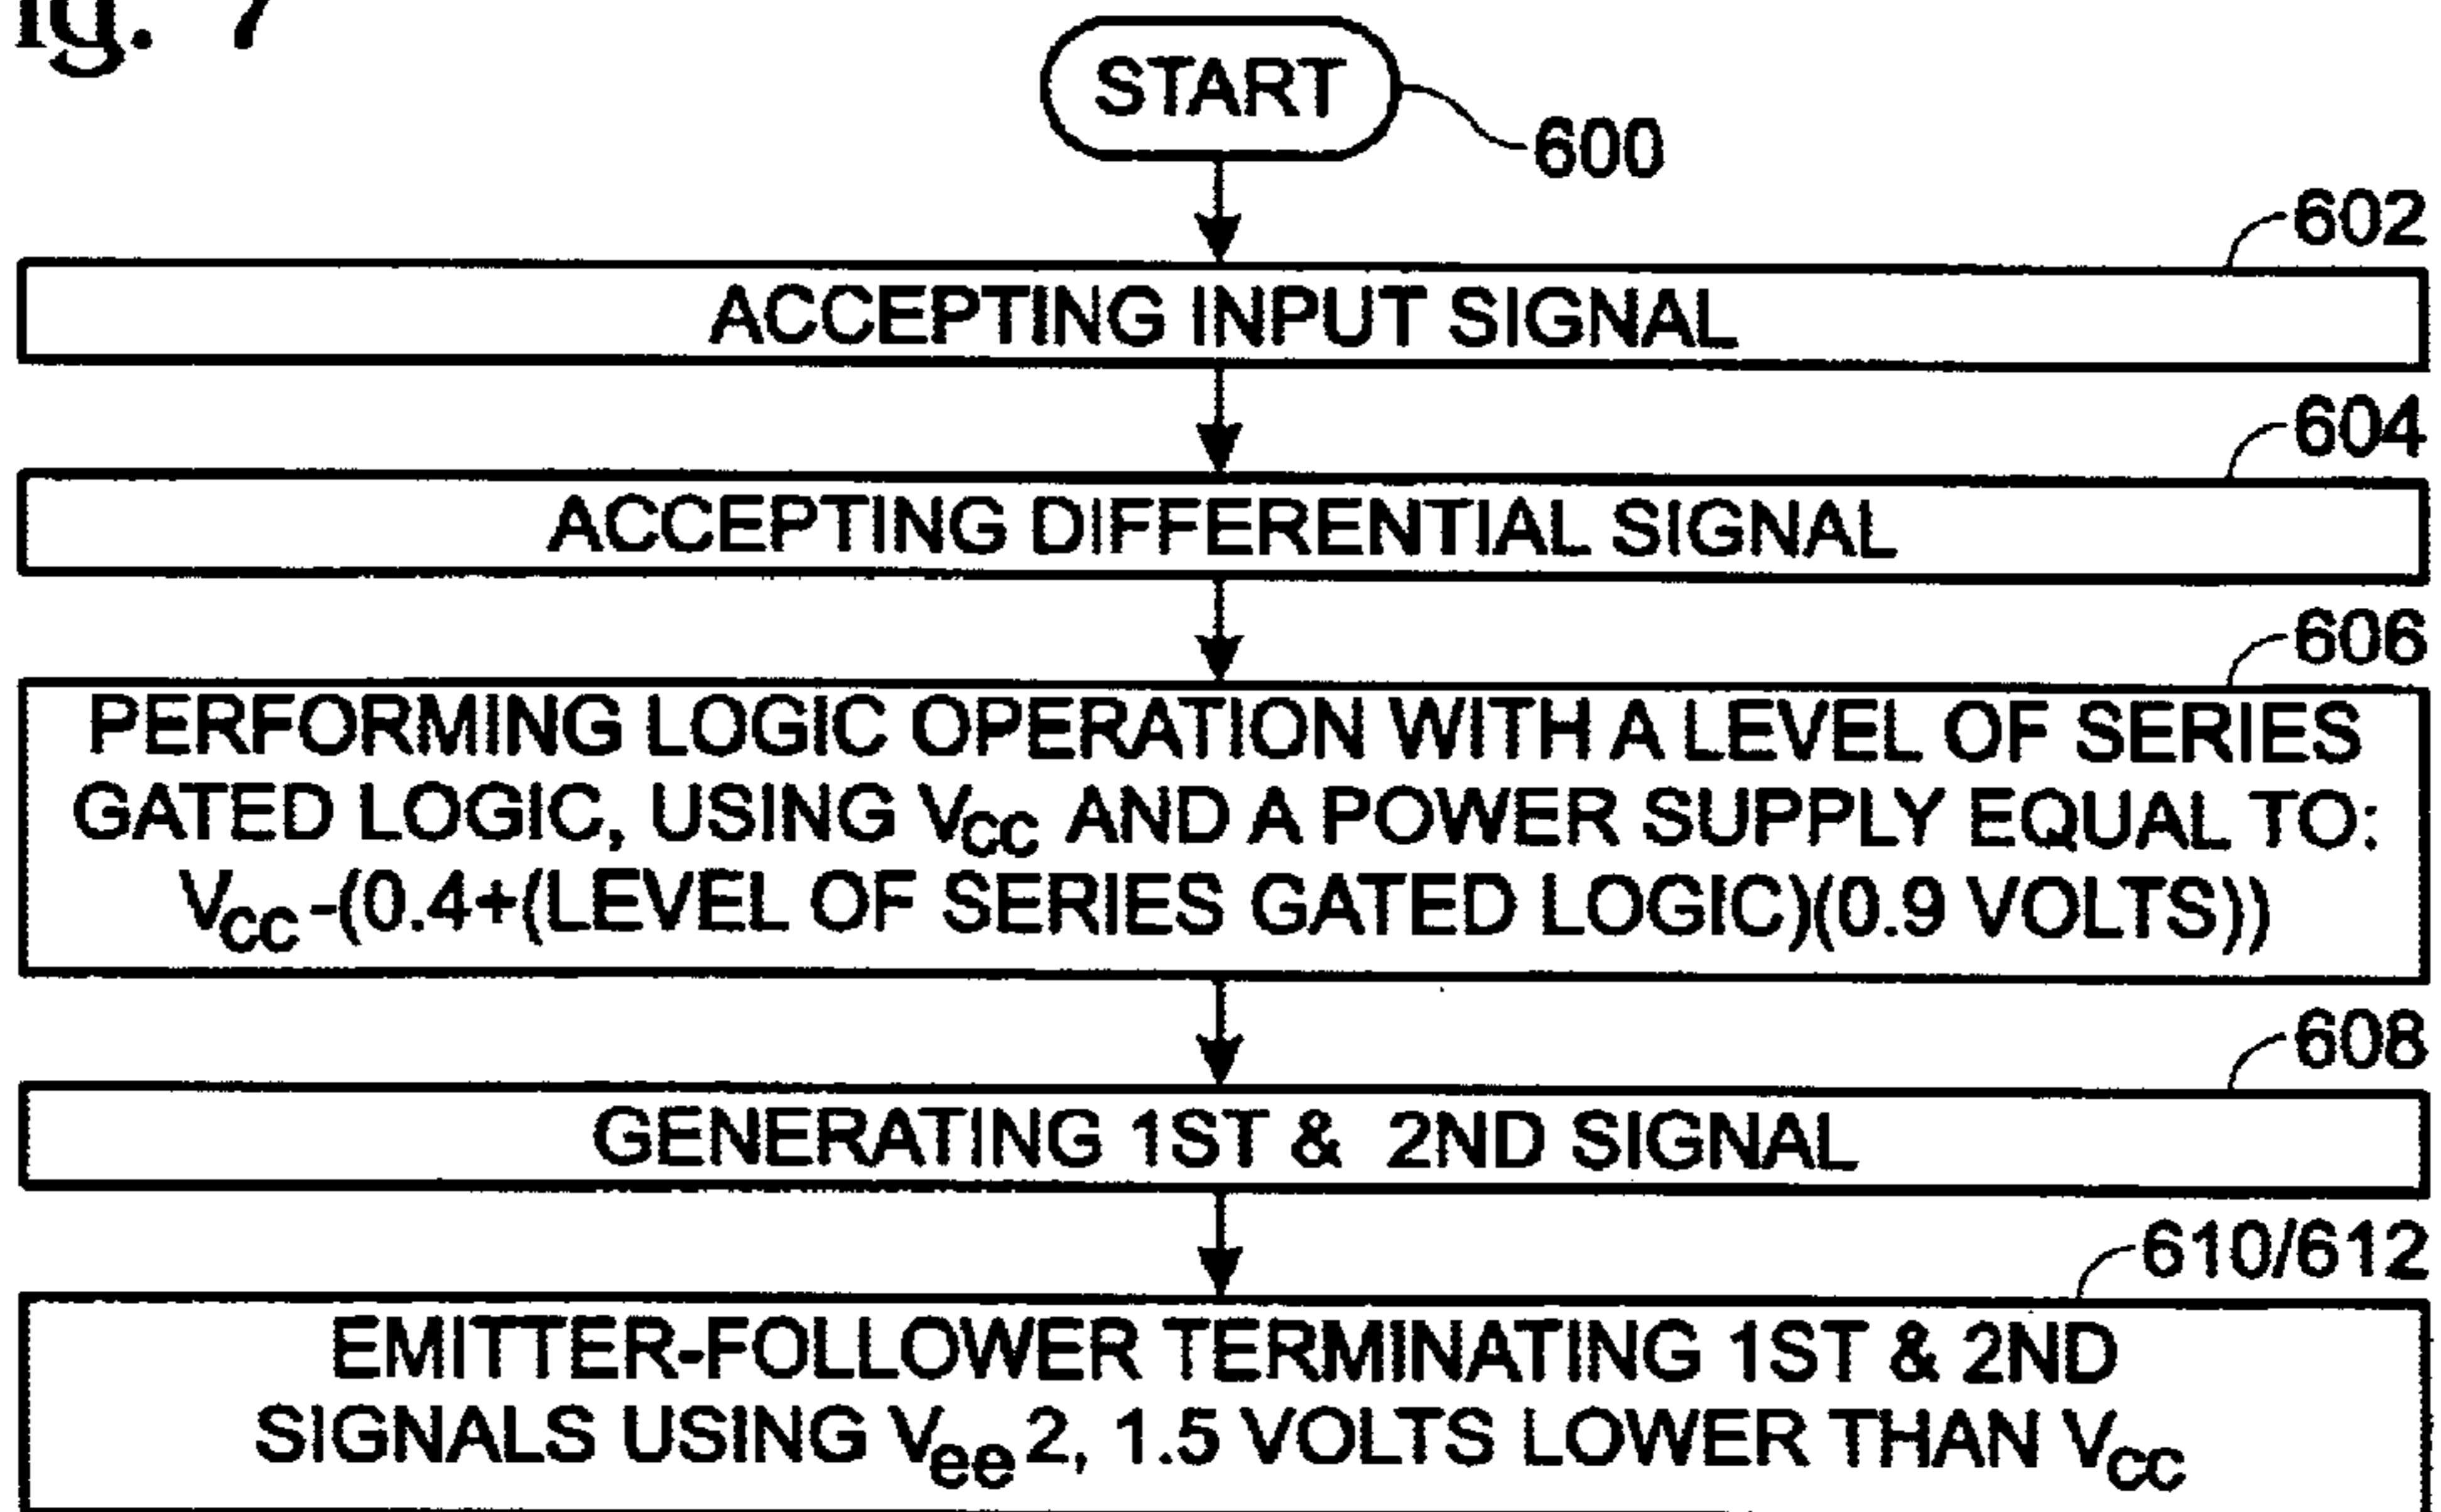 ig. 7
START
600
602
ACCEPTING INPUT SIGNAL
604
ACCEPTING DIFFERENTIAL SIGNAL
606
PERFORMING LOGIC OPERATION WITH A LEVEL OF SERIES
GATED LOGIC, USING Vcc AND A POWER SUPPLY EQUAL TO:
Vcc-(0.4+(LEVEL OF SERIES GATED LOGIC)(0.9 VOLTS))
608
GENERATING 1ST & 2ND SIGNAL
610/612
EMITTER-FOLLOWER TERMINATING 1ST & 2ND
SIGNALS USING Vee2, 1.5 VOLTS LOWER THAN Vcc